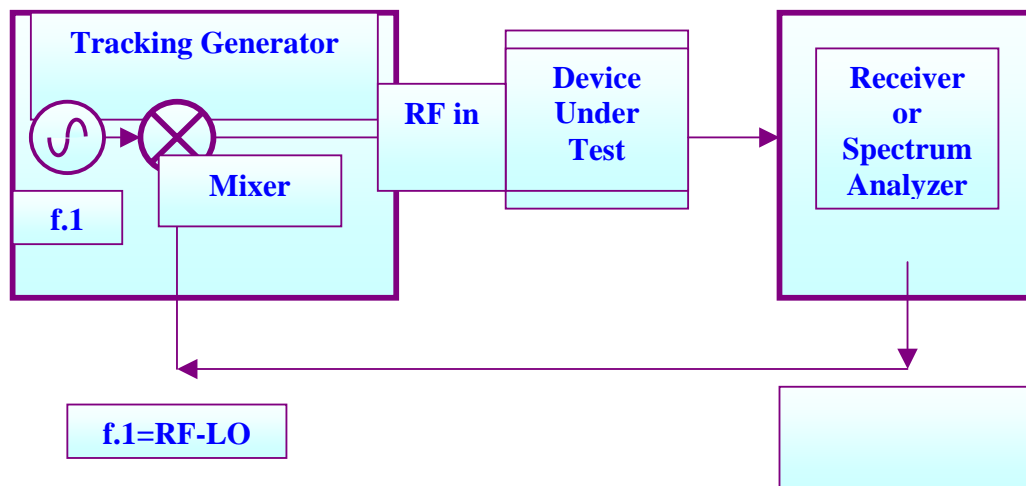 Tracking Generator
RF in
Device
Under
Test
Receiver
or
Spectrum
Analyzer
Mixer
f.1
f.1=RF-LO